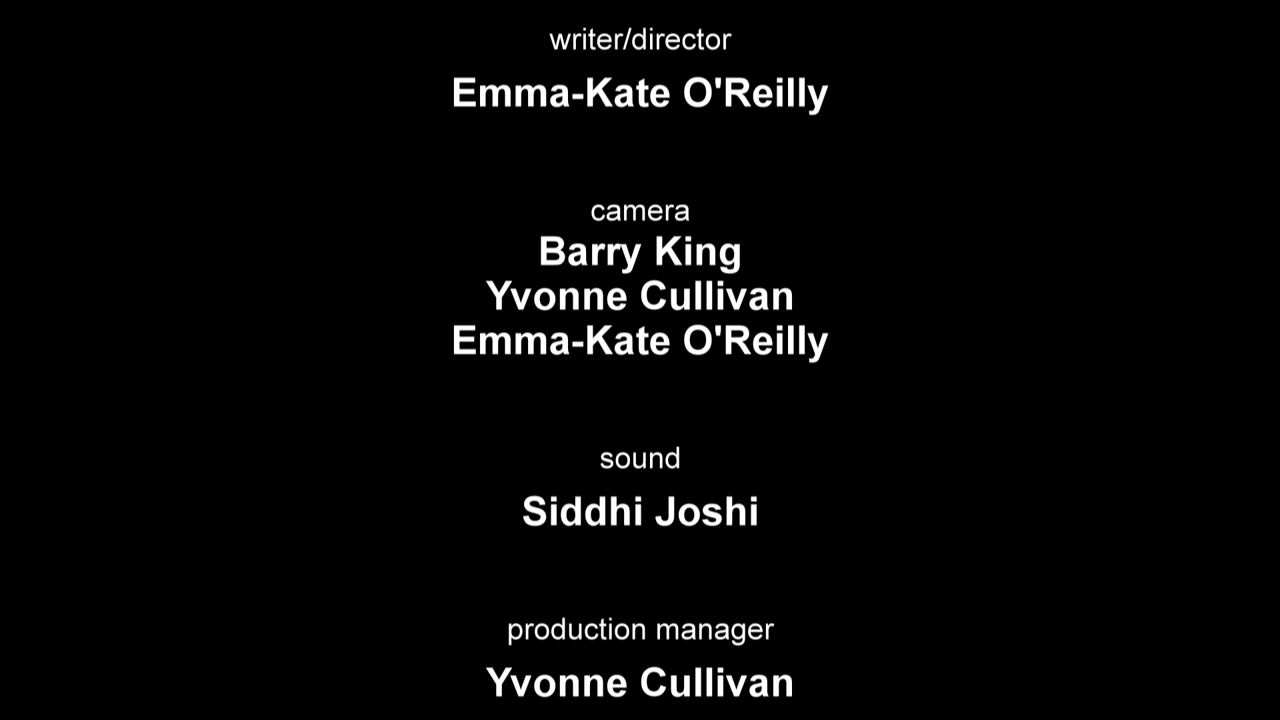 writer/director
Emma-Kate O'Reilly
camera
Barry King
Yvonne Cullivan
Emma-Kate O'Reilly
sound
Siddhi Joshi
production manager
Yvonne Cullivan